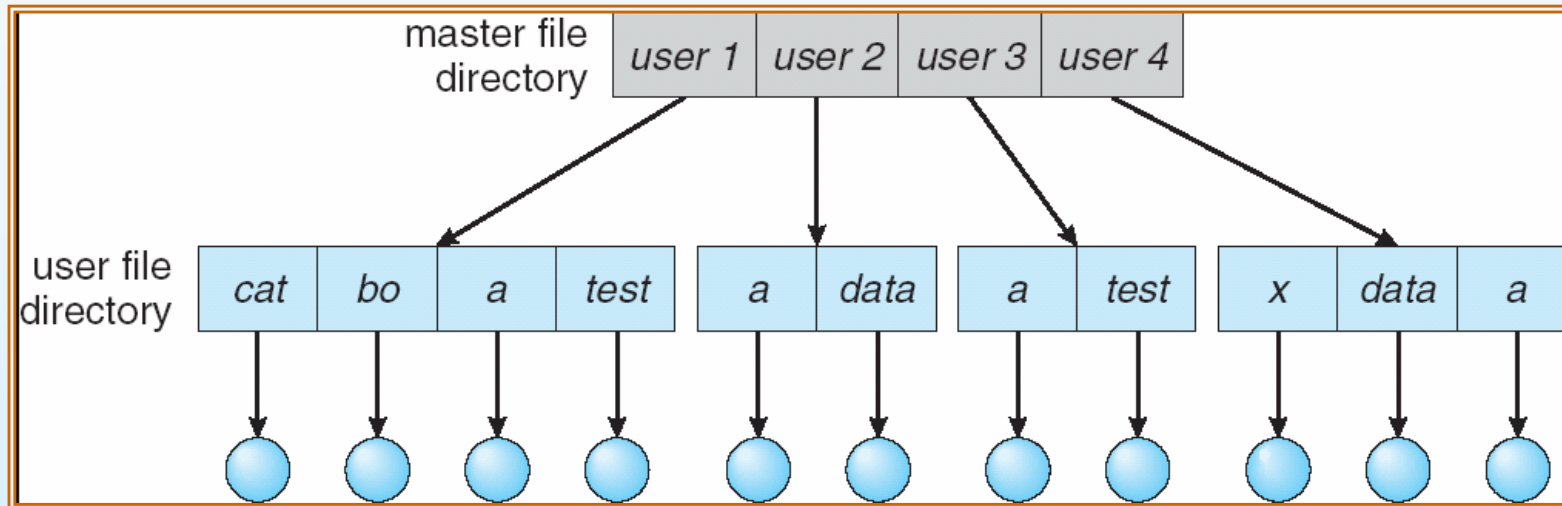 master file
directory
user 1 user 2 user 3 user 4
user file
directory
cat bo a test a data a test x data a